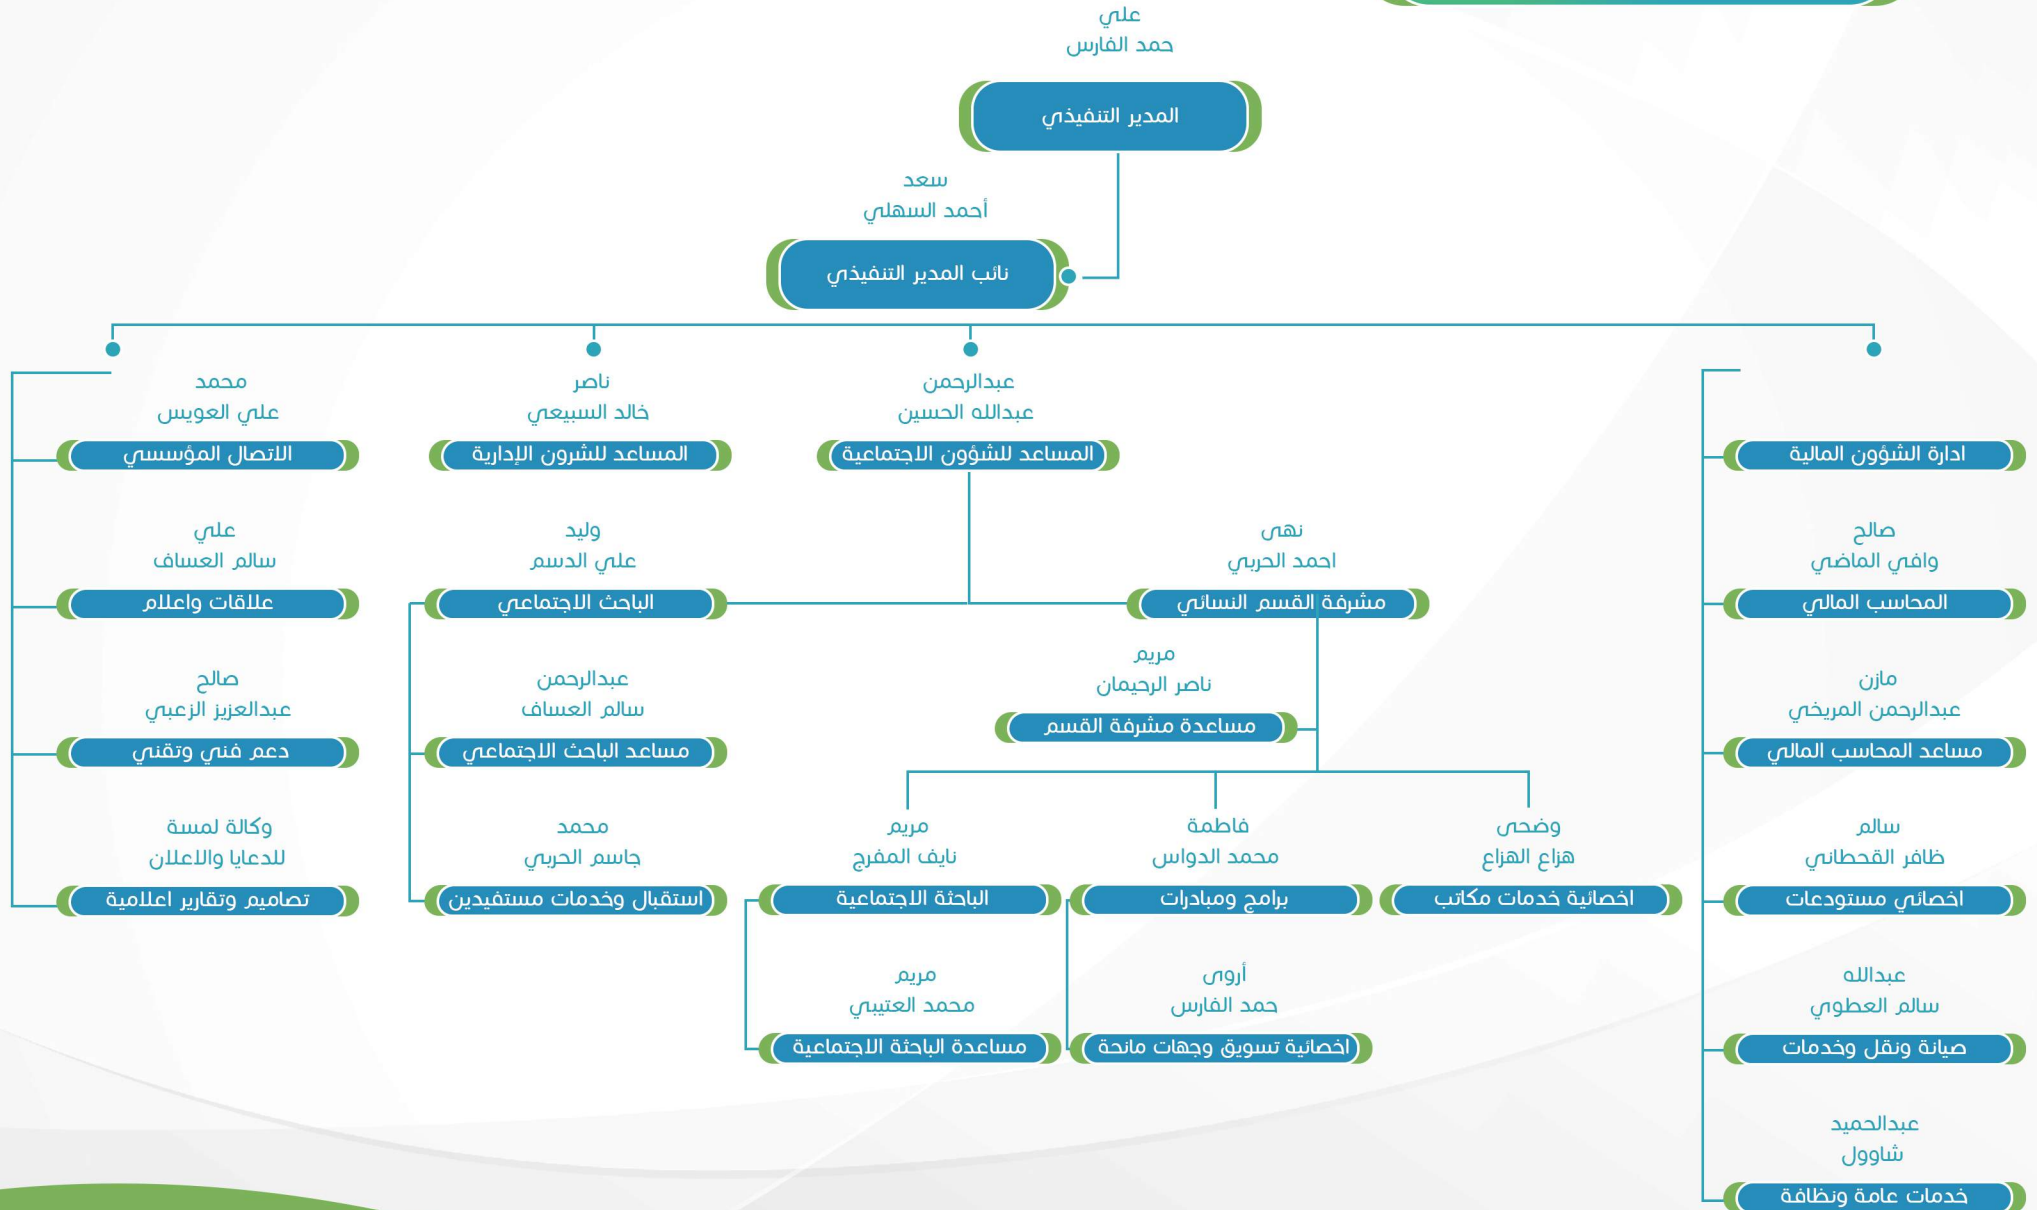 علي
حمد الفارس
المدير التنفيذي
سعد
أحمد السهلي
نائب المدير التنفيذي
ادارة الشؤون المالية
عبدالرحمن
عبدالله الحسين
المساعد للشؤون الاجتماعية
ناصر
خالد السبيعي
المساعد للشرون الإدارية
محمد
علي العويس
الاتصال المؤسسي
صالح
وافي الماضي
المحاسب المالي
نهى
احمد الحربي
مشرفة القسم النسائي
وليد
علي الدسم
الباحث الاجتماعي
علي
سالم العساف
علاقات واعلام
مازن
عبدالرحمن المريخي
مساعد المحاسب المالي
مريم
ناصر الرحيمان
مساعدة مشرفة القسم
عبدالرحمن
سالم العساف
مساعد الباحث الاجتماعي
صالح
عبدالعزيز الزعبي
دعم فني وتقني
سالم
ظافر القحطاني
اخصائي مستودعات
وضحى
هزاع الهزاع
اخصائية خدمات مكاتب
فاطمة
محمد الدواس
برامج ومبادرات
مريم
نايف المفرج
الباحثة الاجتماعية
محمد
جاسم الحربي
استقبال وخدمات مستفيدين
وكالة لمسة
للدعايا والاعلان
تصاميم وتقارير اعلامية
عبدالله
سالم العطوي
صيانة ونقل وخدمات
أروى
حمد الفارس
اخصائية تسويق وجهات مانحة
مريم
محمد العتيبي
مساعدة الباحثة الاجتماعية
عبدالحميد
شاوول
خدمات عامة ونظافة